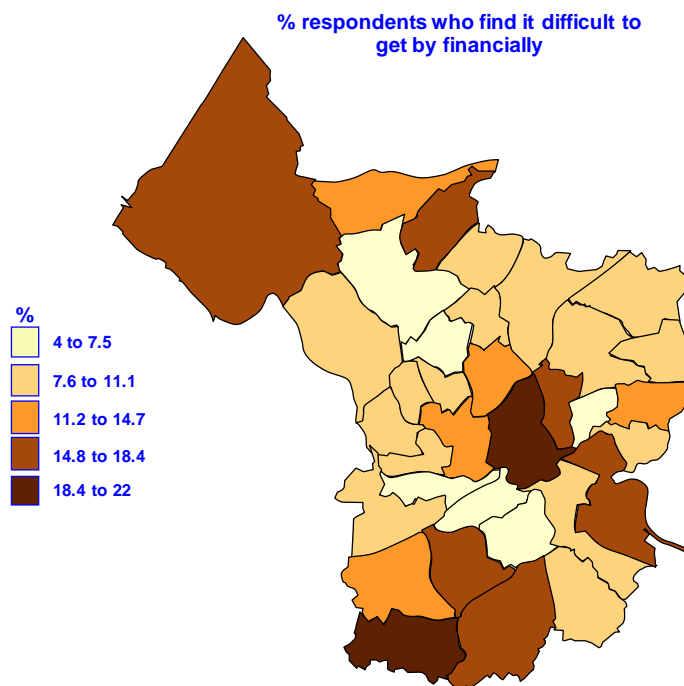 % respondents who find it difficult to
get by financially
%
4 to 7.5
7.6 to 11.1
11.2 to 14.7
14.8 to 18.4
18.4 to 22